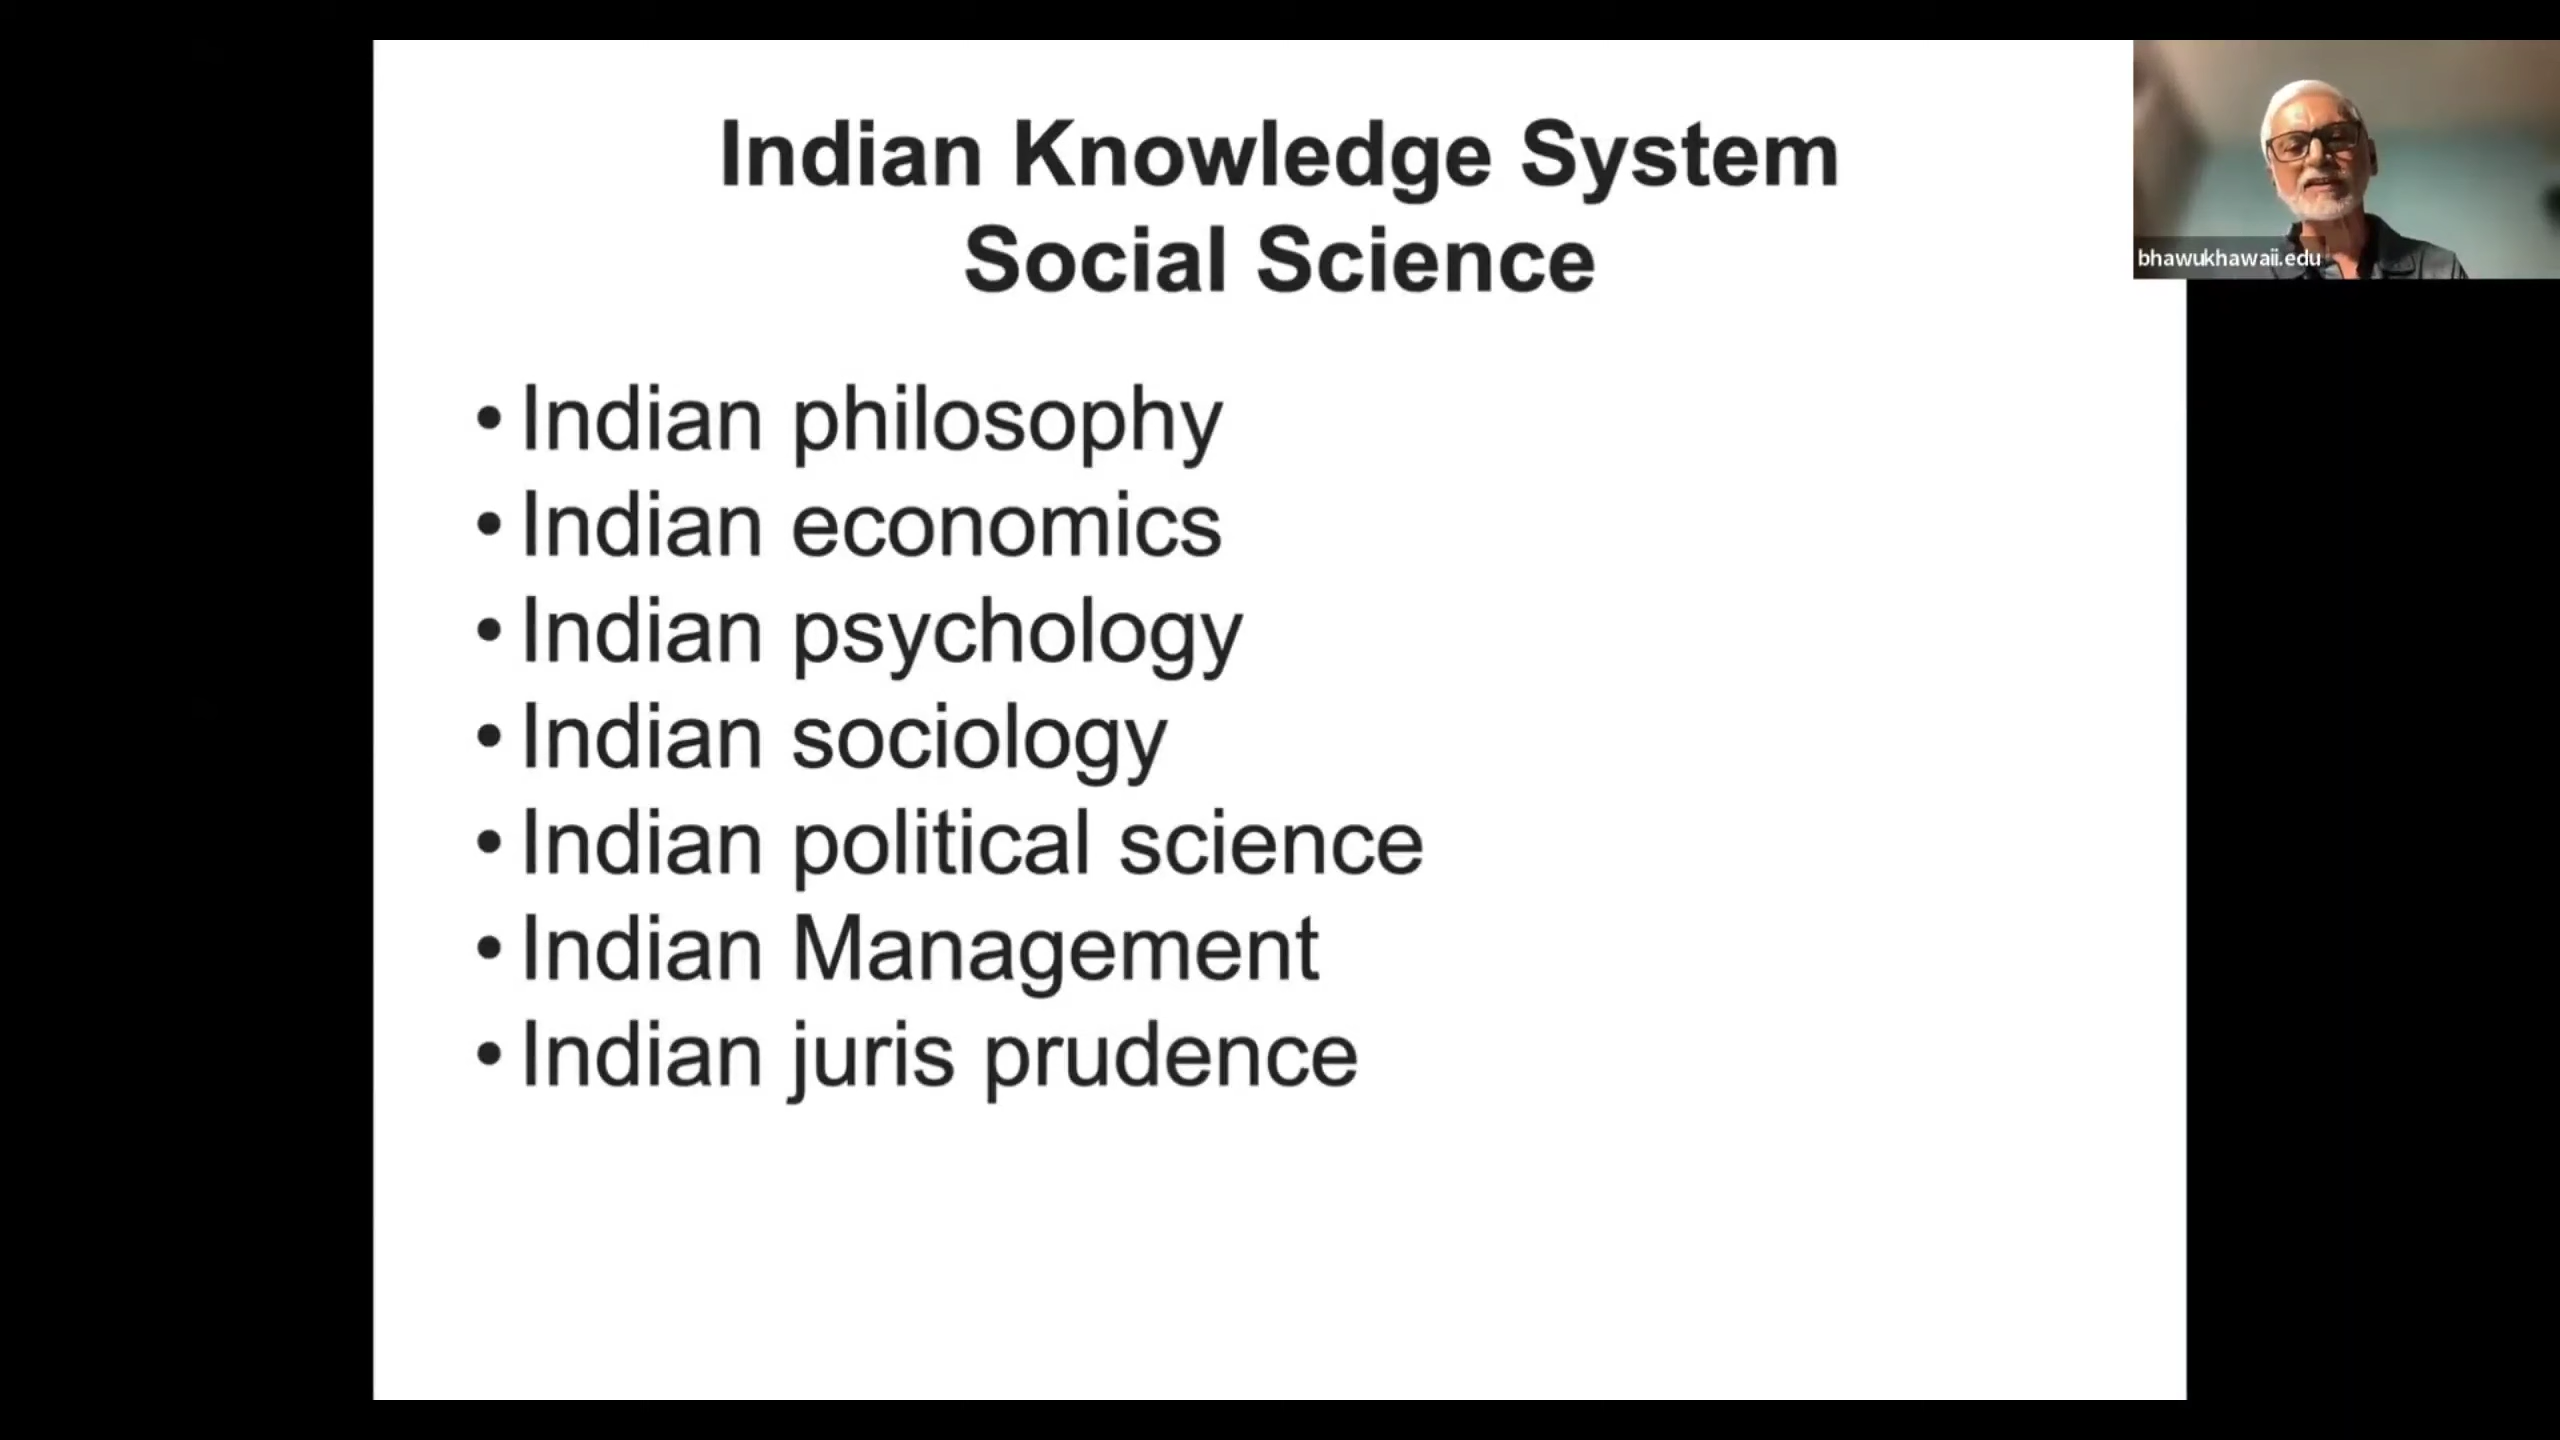 Indian Knowledge System
Social Science
• Indian philosophy
• Indian economics
• Indian psychology
• Indian sociology
• Indian political science
• Indian Management
• Indian juris prudence
bhawukhawaii.edu